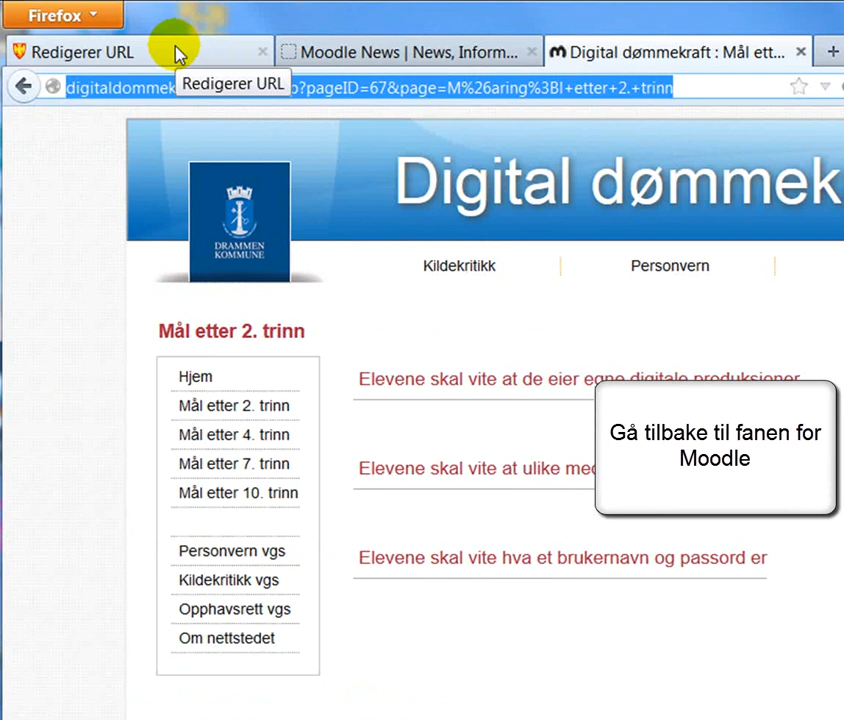 Firefox
Redigerer URL
Moodle News | News, Inform...
Digital dømmekraft : Mål ett...
digitaldommek
?pageID=67&page=M%26aring%3Bl+etter+2.+trinn
Redigerer URL
Digital dømmek
DRAMMEN
KOMMUNE
Kildekritikk
Personvern
Mål etter 2. trinn
Hjem
Mål etter 2. trinn
Mål etter 4. trinn
Mål etter 7. trinn
Mål etter 10. trinn
Personvern vgs
Kildekritikk vgs
Opphavsrett vgs
Om nettstedet
Elevene skal vite at de eier egne digitale produksjoner
Elevene skal vite at ulike me
Elevene skal vite hva et brukernavn og passord er
Gå tilbake til fanen for
Moodle